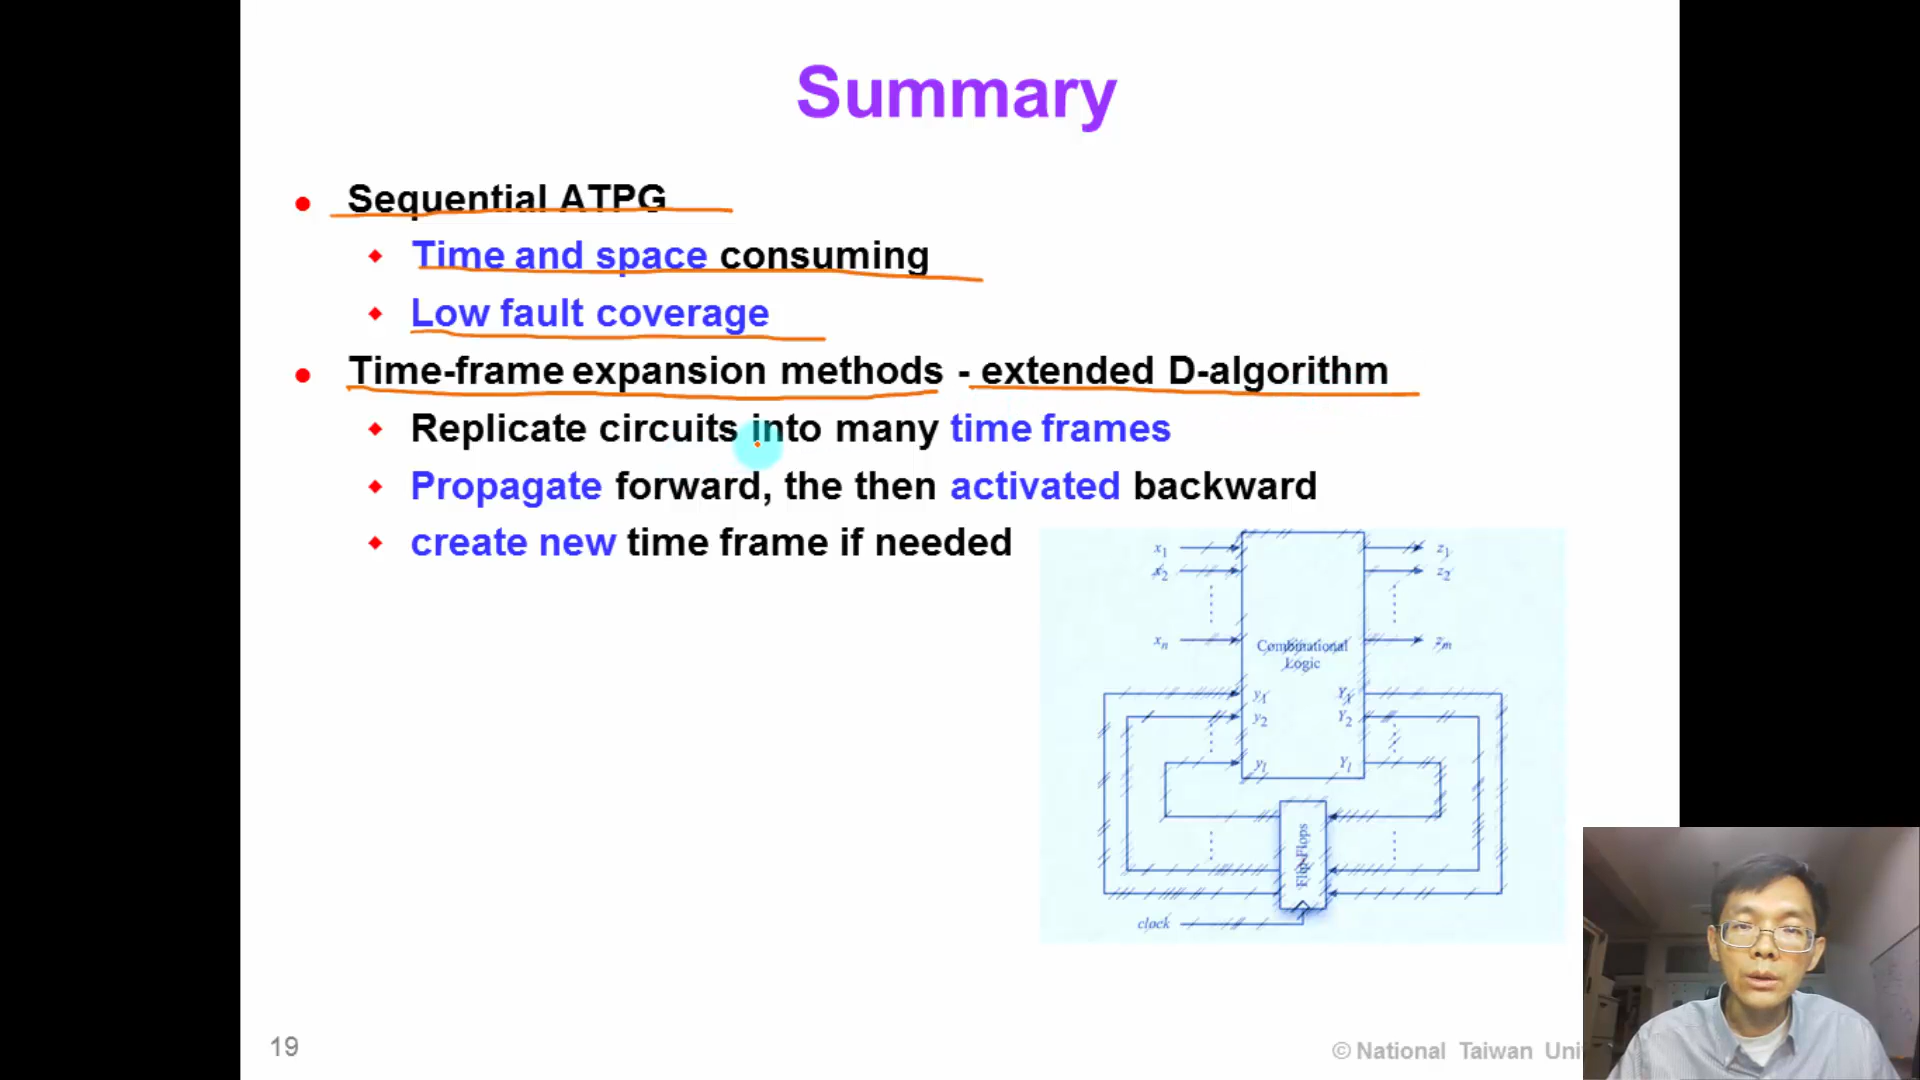 Summary
Sequential ATPG
Time and space consuming
Low fault coverage
Time-frame expansion methods - extended D-algorithm
Replicate circuits into many time frames
Propagate forward, the then activated backward
create new time frame if needed
x1 z1
x2 z2
xn zm
Combinational
Logic
y1 Y1
y2 Y2
yl Yl
Flip-Flops
clock
19
© National Taiwan Uni